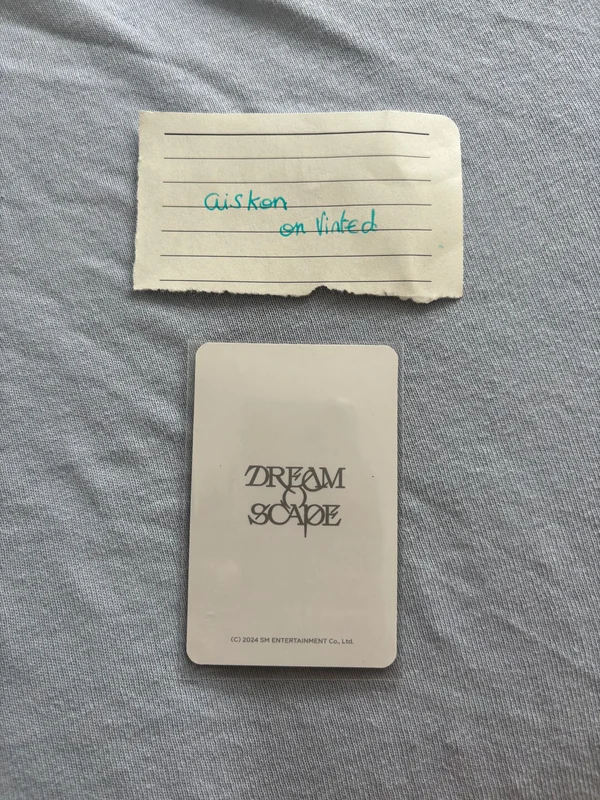 aiskon
on Vinted
DREAM
SCAPE
(C) 2024 SM ENTERTAINMENT Co., Ltd.